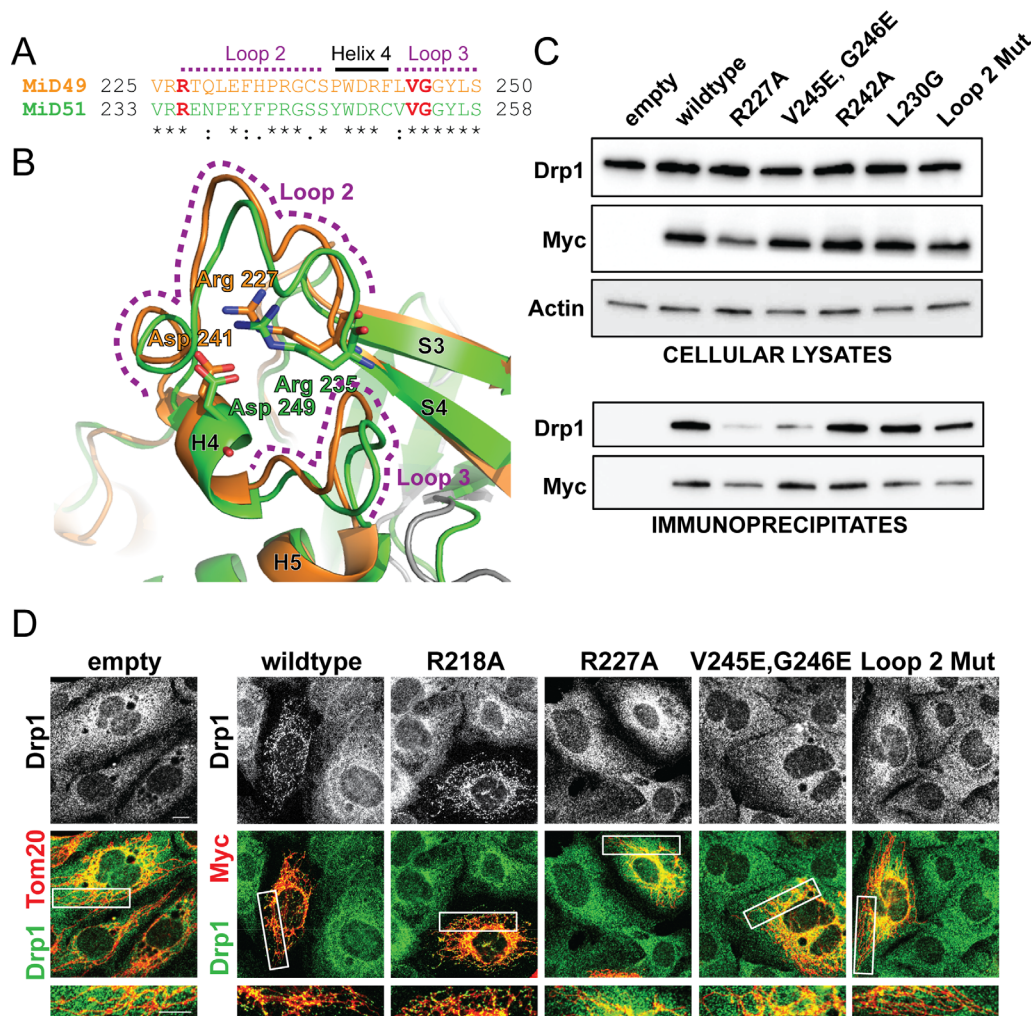 A
Loop 2 Helix 4 Loop 3
MiD49 225 VRRTQLEFHPRGCSPWDRFLVGGYLS 250
MiD51 233 VRRENPEYFPRGSSYWDRCVVGGYLS 258
*** : *:.***.* ***:*******
B
Loop 2
Arg 227
Asp 241
S3
Arg 235
S4
Asp 249
H4
Loop 3
H5
C
empty wildtype R227A V245E, G246E R242A L230G Loop 2 Mut
Drp1
Myc
Actin
CELLULAR LYSATES
Drp1
Myc
IMMUNOPRECIPITATES
D
empty wildtype R218A R227A V245E,G246E Loop 2 Mut
Drp1 Drp1
Drp1 Tom20 Drp1 Myc